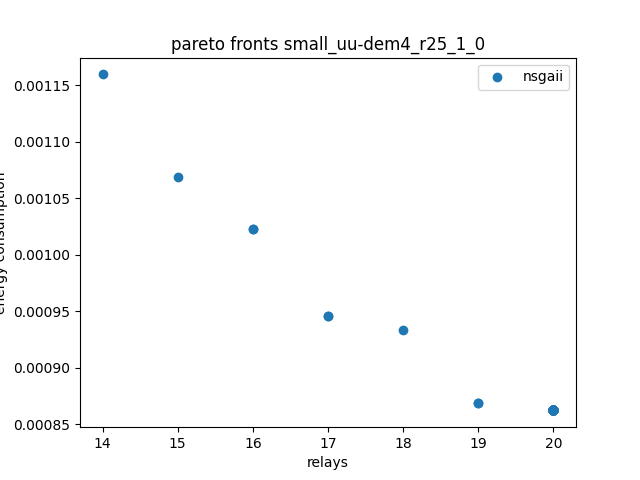 pareto fronts small_uu-dem4_r25_1_0
nsgaii
energy consumption
0.00115
0.00110
0.00105
0.00100
0.00095
0.00090
0.00085
14 15 16 17 18 19 20
relays